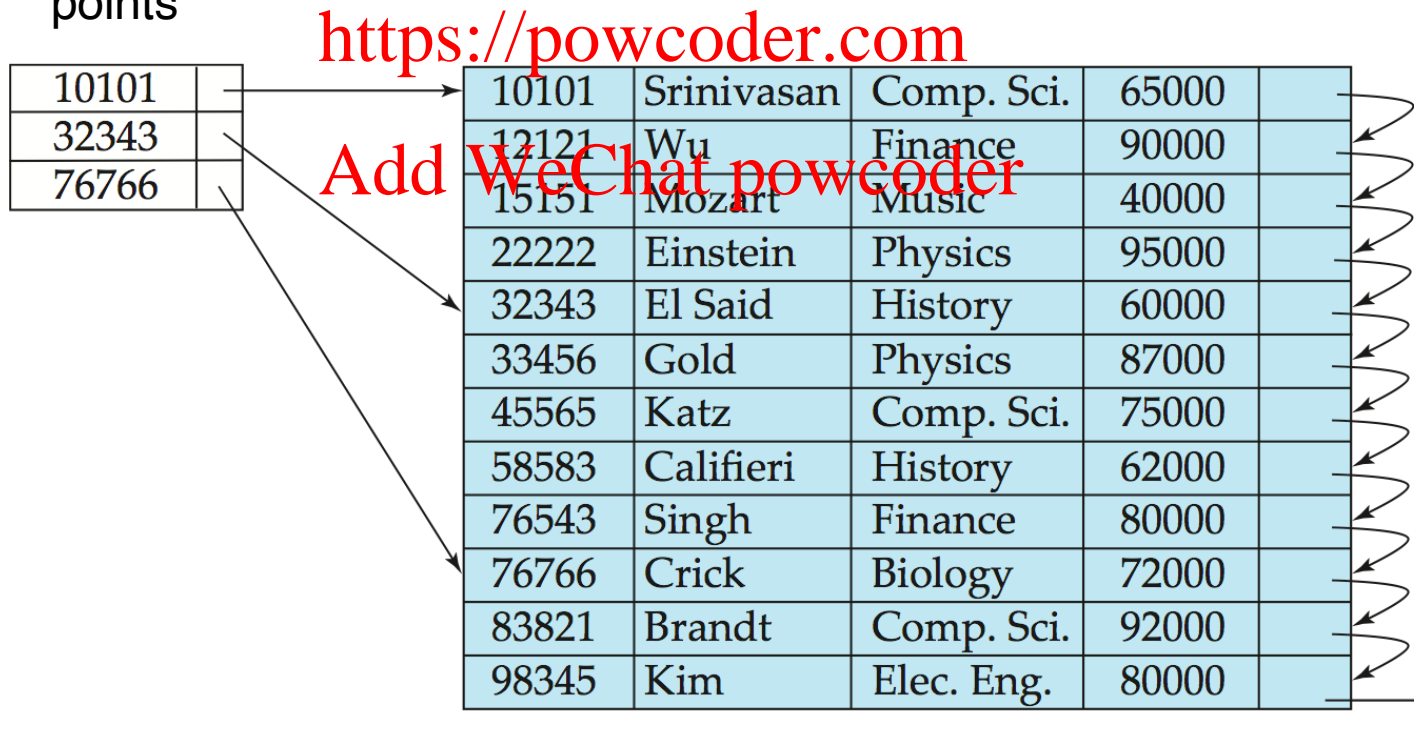 points
https://powcoder.com
10101
32343
76766
10101 Srinivasan Comp. Sci. 65000
12121 Wu Finance 90000
Add WeChat powcoder
15151 Mozart Music 40000
22222 Einstein Physics 95000
32343 El Said History 60000
33456 Gold Physics 87000
45565 Katz Comp. Sci. 75000
58583 Califieri History 62000
76543 Singh Finance 80000
76766 Crick Biology 72000
83821 Brandt Comp. Sci. 92000
98345 Kim Elec. Eng. 80000